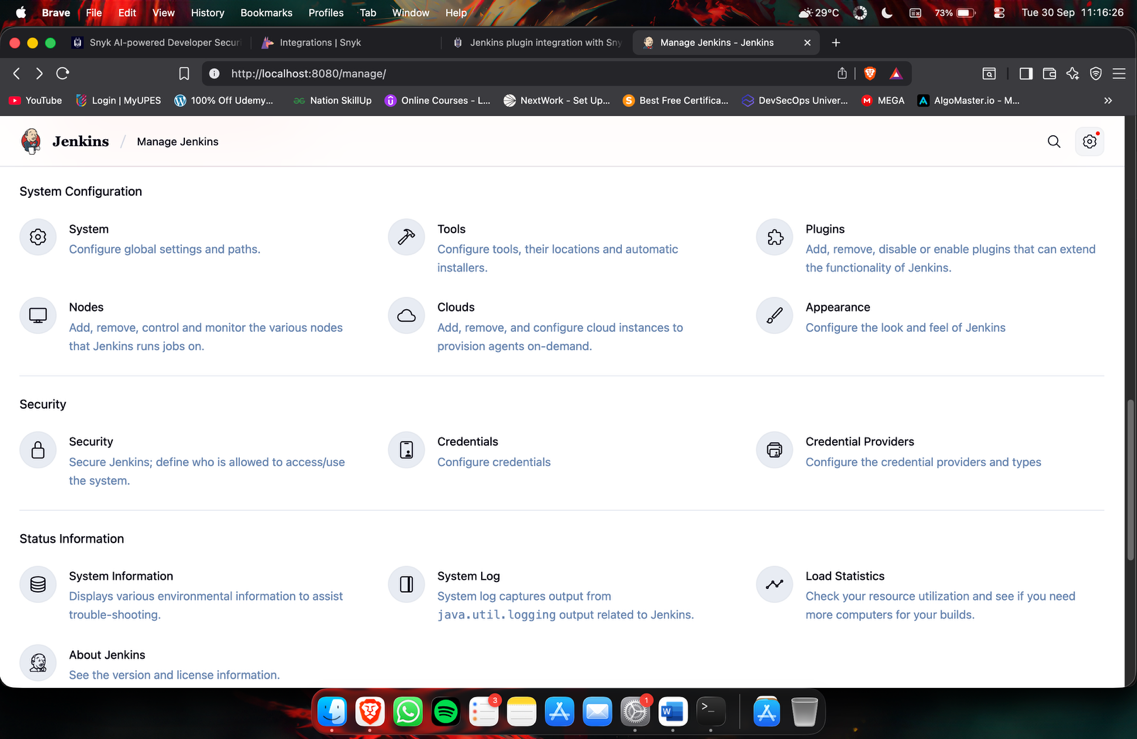 Brave File Edit View History Bookmarks Profiles Tab Window Help 29°C 73% Tue 30 Sep 11:16:26
Snyk AI-powered Developer Secur
Integrations | Snyk
Jenkins plugin integration with Sny
Manage Jenkins - Jenkins
http://localhost:8080/manage/
YouTube Login | MyUPES 100% Off Udemy... Nation SkillUp Online Courses - L... NextWork - Set Up... Best Free Certifica... DevSecOps Univer... MEGA AlgoMaster.io - M...
Jenkins / Manage Jenkins
System Configuration
System
Configure global settings and paths.
Tools
Configure tools, their locations and automatic
installers.
Plugins
Add, remove, disable or enable plugins that can extend
the functionality of Jenkins.
Nodes
Add, remove, control and monitor the various nodes
that Jenkins runs jobs on.
Clouds
Add, remove, and configure cloud instances to
provision agents on-demand.
Appearance
Configure the look and feel of Jenkins
Security
Security
Secure Jenkins; define who is allowed to access/use
the system.
Credentials
Configure credentials
Credential Providers
Configure the credential providers and types
Status Information
System Information
Displays various environmental information to assist
trouble-shooting.
System Log
System log captures output from
java.util.logging output related to Jenkins.
Load Statistics
Check your resource utilization and see if you need
more computers for your builds.
About Jenkins
See the version and license information.
3
1
W
>_